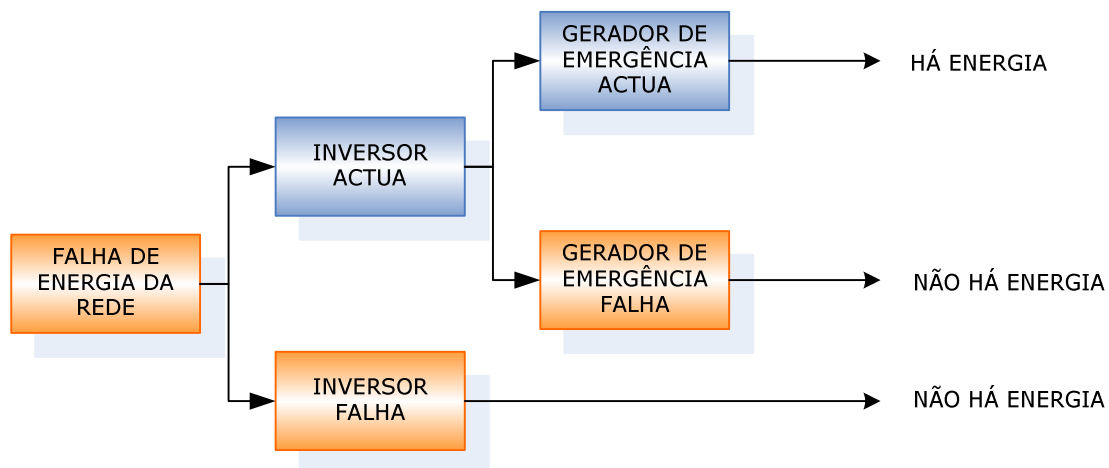 GERADOR DE
EMERGÊNCIA
ACTUA
HÁ ENERGIA
INVERSOR
ACTUA
FALHA DE
ENERGIA DA
REDE
GERADOR DE
EMERGÊNCIA
FALHA
NÃO HÁ ENERGIA
INVERSOR
FALHA
NÃO HÁ ENERGIA